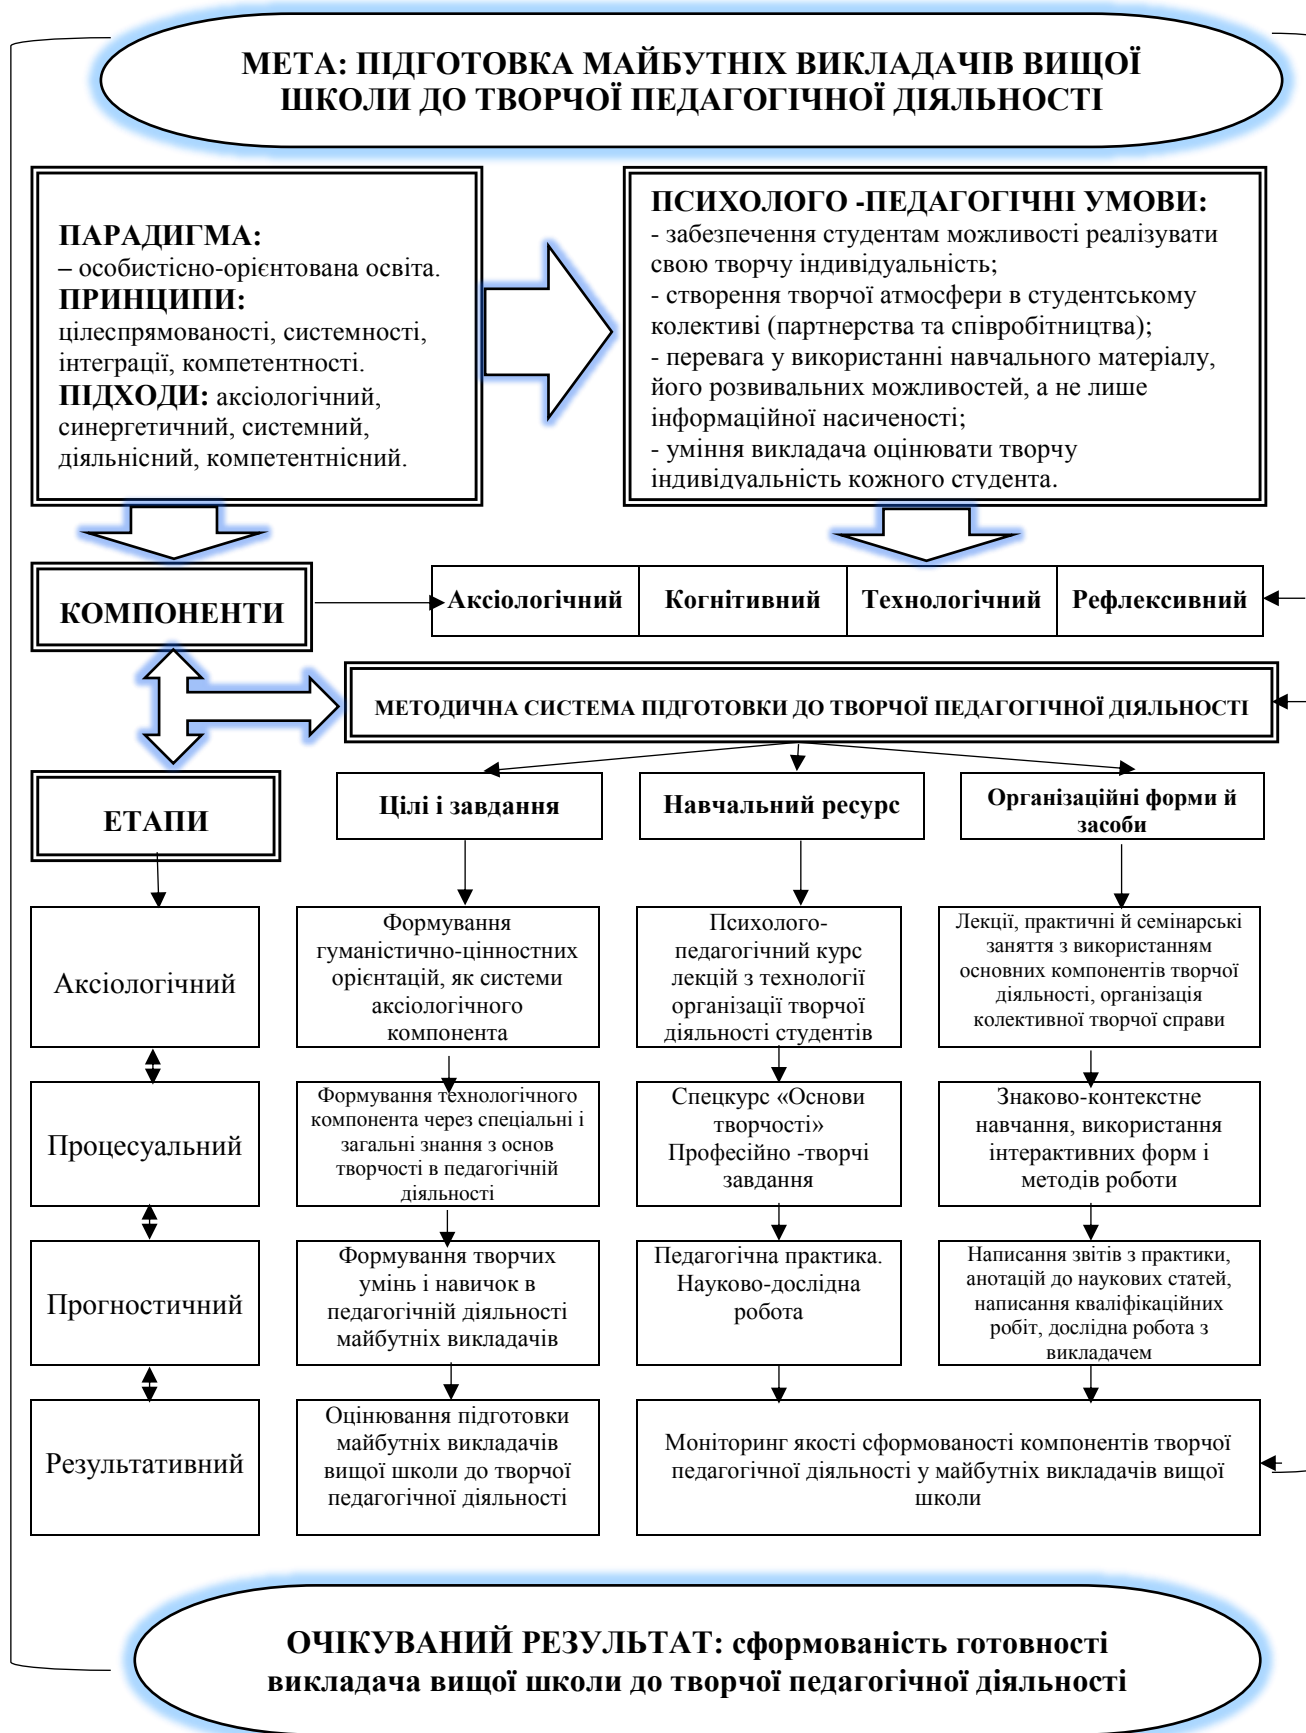 МЕТА: ПІДГОТОВКА МАЙБУТНІХ ВИКЛАДАЧІВ ВИЩОЇ
ШКОЛИ ДО ТВОРЧОЇ ПЕДАГОГІЧНОЇ ДІЯЛЬНОСТІ
ПАРАДИГМА:
– особистісно-орієнтована освіта.
ПРИНЦИПИ:
цілеспрямованості, системності,
інтеграції, компетентності.
ПІДХОДИ: аксіологічний,
синергетичний, системний,
діяльнісний, компетентнісний.
ПСИХОЛОГО -ПЕДАГОГІЧНІ УМОВИ:
- забезпечення студентам можливості реалізувати
свою творчу індивідуальність;
- створення творчої атмосфери в студентському
колективі (партнерства та співробітництва);
- перевага у використанні навчального матеріалу,
його розвивальних можливостей, а не лише
інформаційної насиченості;
- уміння викладача оцінювати творчу
індивідуальність кожного студента.
КОМПОНЕНТИ
Аксіологічний
Когнітивний
Технологічний
Рефлексивний
МЕТОДИЧНА СИСТЕМА ПІДГОТОВКИ ДО ТВОРЧОЇ ПЕДАГОГІЧНОЇ ДІЯЛЬНОСТІ
ЕТАПИ
Цілі і завдання
Навчальний ресурс
Організаційні форми й
засоби
Аксіологічний
Формування
гуманістично-цінностних
орієнтацій, як системи
аксіологічного
компонента
Психолого-
педагогічний курс
лекцій з технології
організації творчої
діяльності студентів
Лекції, практичні й семінарські
заняття з використанням
основних компонентів творчої
діяльності, організація
колективної творчої справи
Процесуальний
Формування технологічного
компонента через спеціальні і
загальні знання з основ
творчості в педагогічній
діяльності
Спецкурс «Основи
творчості»
Професійно -творчі
завдання
Знаково-контекстне
навчання, використання
інтерактивних форм і
методів роботи
Прогностичний
Формування творчих
умінь і навичок в
педагогічній діяльності
майбутніх викладачів
Педагогічна практика.
Науково-дослідна
робота
Написання звітів з практики,
анотацій до наукових статей,
написання кваліфікаційних
робіт, дослідна робота з
викладачем
Результативний
Оцінювання підготовки
майбутніх викладачів
вищої школи до творчої
педагогічної діяльності
Моніторинг якості сформованості компонентів творчої
педагогічної діяльності у майбутніх викладачів вищої
школи
ОЧІКУВАНИЙ РЕЗУЛЬТАТ: сформованість готовності
викладача вищої школи до творчої педагогічної діяльності